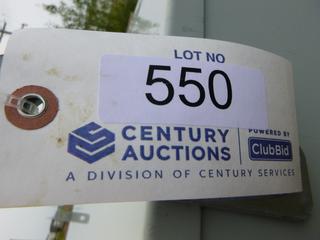 LOT NO
550
CENTURY
AUCTIONS
POWERED BY
ClubBid
A DIVISION OF CENTURY SERVICES